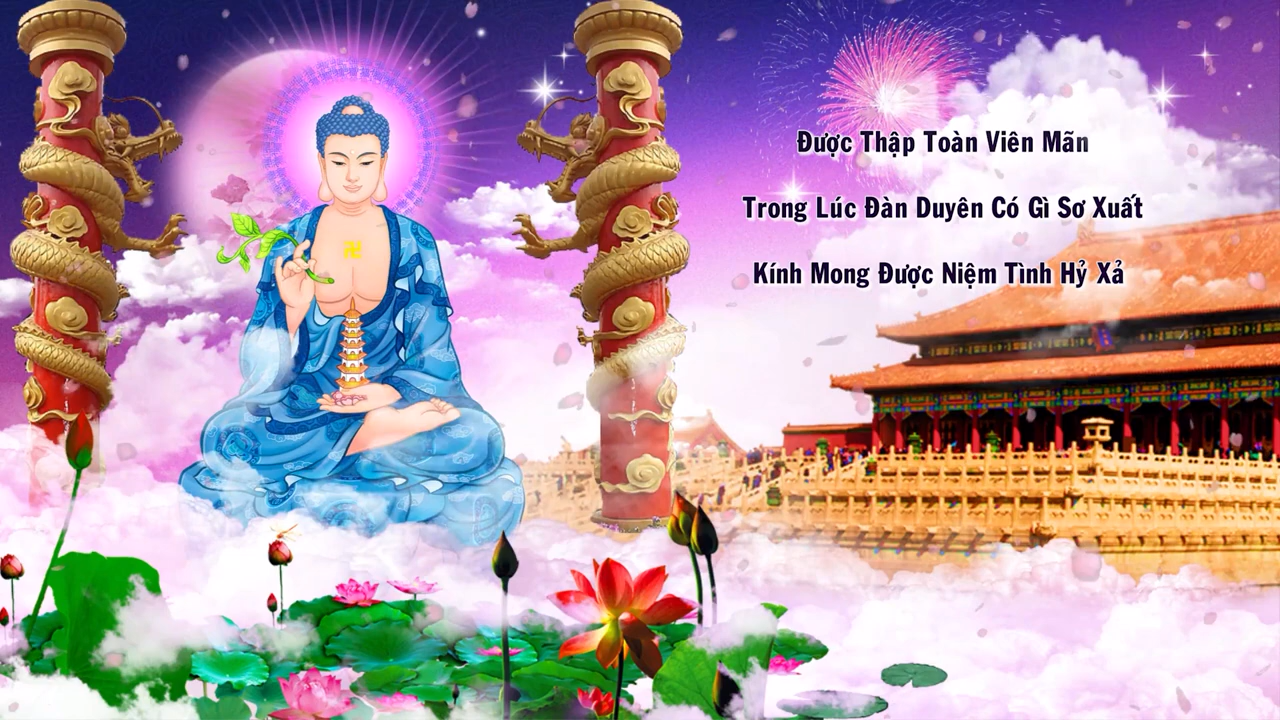 Được Thập Toàn Viên Mãn
Trong Lúc Đàn Duyên Có Gì Sơ Xuất
Kính Mong Được Niệm Tình Hỷ Xả
卍